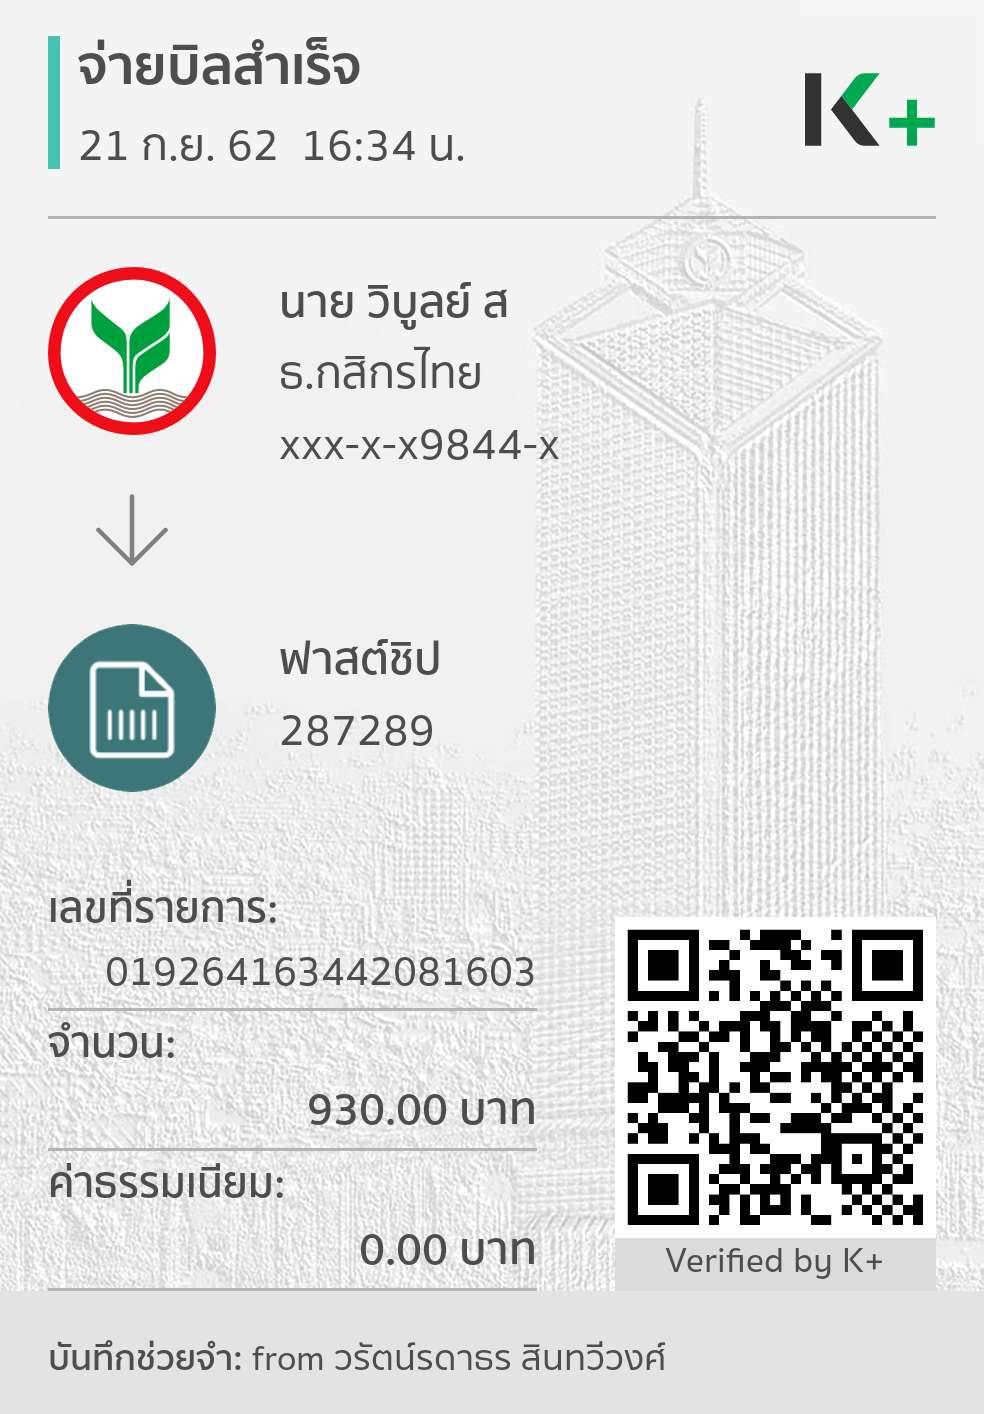 จ่ายบิลสำเร็จ
21 ก.ย. 62 16:34 น.
K+
นาย วิบูลย์ ส
ธ.กสิกรไทย
xxx-x-x9844-x
ฟาสต์ชิป
287289
เลขที่รายการ:
019264163442081603
จำนวน:
930.00 บาท
ค่าธรรมเนียม:
0.00 บาท
Verified by K+
บันทึกช่วยจำ: from วรัตน์รดาธร สินทวีวงศ์